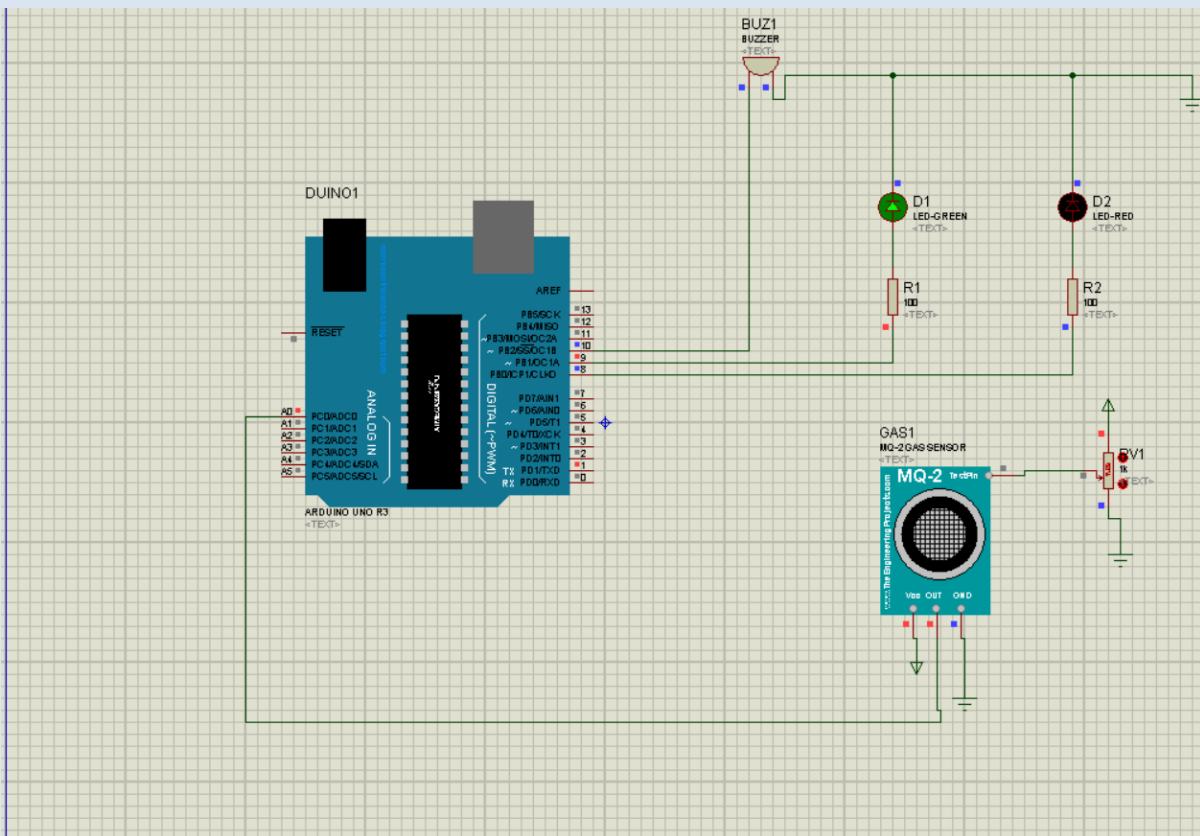 BUZ1
BUZZER
<TEXT>
DUINO1
D1
LED-GREEN
<TEXT>
D2
LED-RED
<TEXT>
R1
100
<TEXT>
R2
100
<TEXT>
AREF
RESET
PB5/SCK 13
PB4/MISO 12
~ PB3/MOSI/OC2A 11
~ PB2/SS/OC1B 10
~ PB1/OC1A 9
PB0/ICP1/CLKO 8
ANALOG IN
DIGITAL (~PWM)
PD7/AIN1 7
~ PD6/AIN0 6
~ PD5/T1 5
PD4/T0/XCK 4
~ PD3/INT1 3
PD2/INT0 2
TX PD1/TXD 1
RX PD0/RXD 0
A0 PC0/ADC0
A1 PC1/ADC1
A2 PC2/ADC2
A3 PC3/ADC3
A4 PC4/ADC4/SDA
A5 PC5/ADC5/SCL
ARDUINO UNO R3
<TEXT>
GAS1
MQ-2 GAS SENSOR
<TEXT>
MQ-2 TestPin
www.TheEngineeringProjects.com
Vcc OUT GND
RV1
1k
<TEXT>